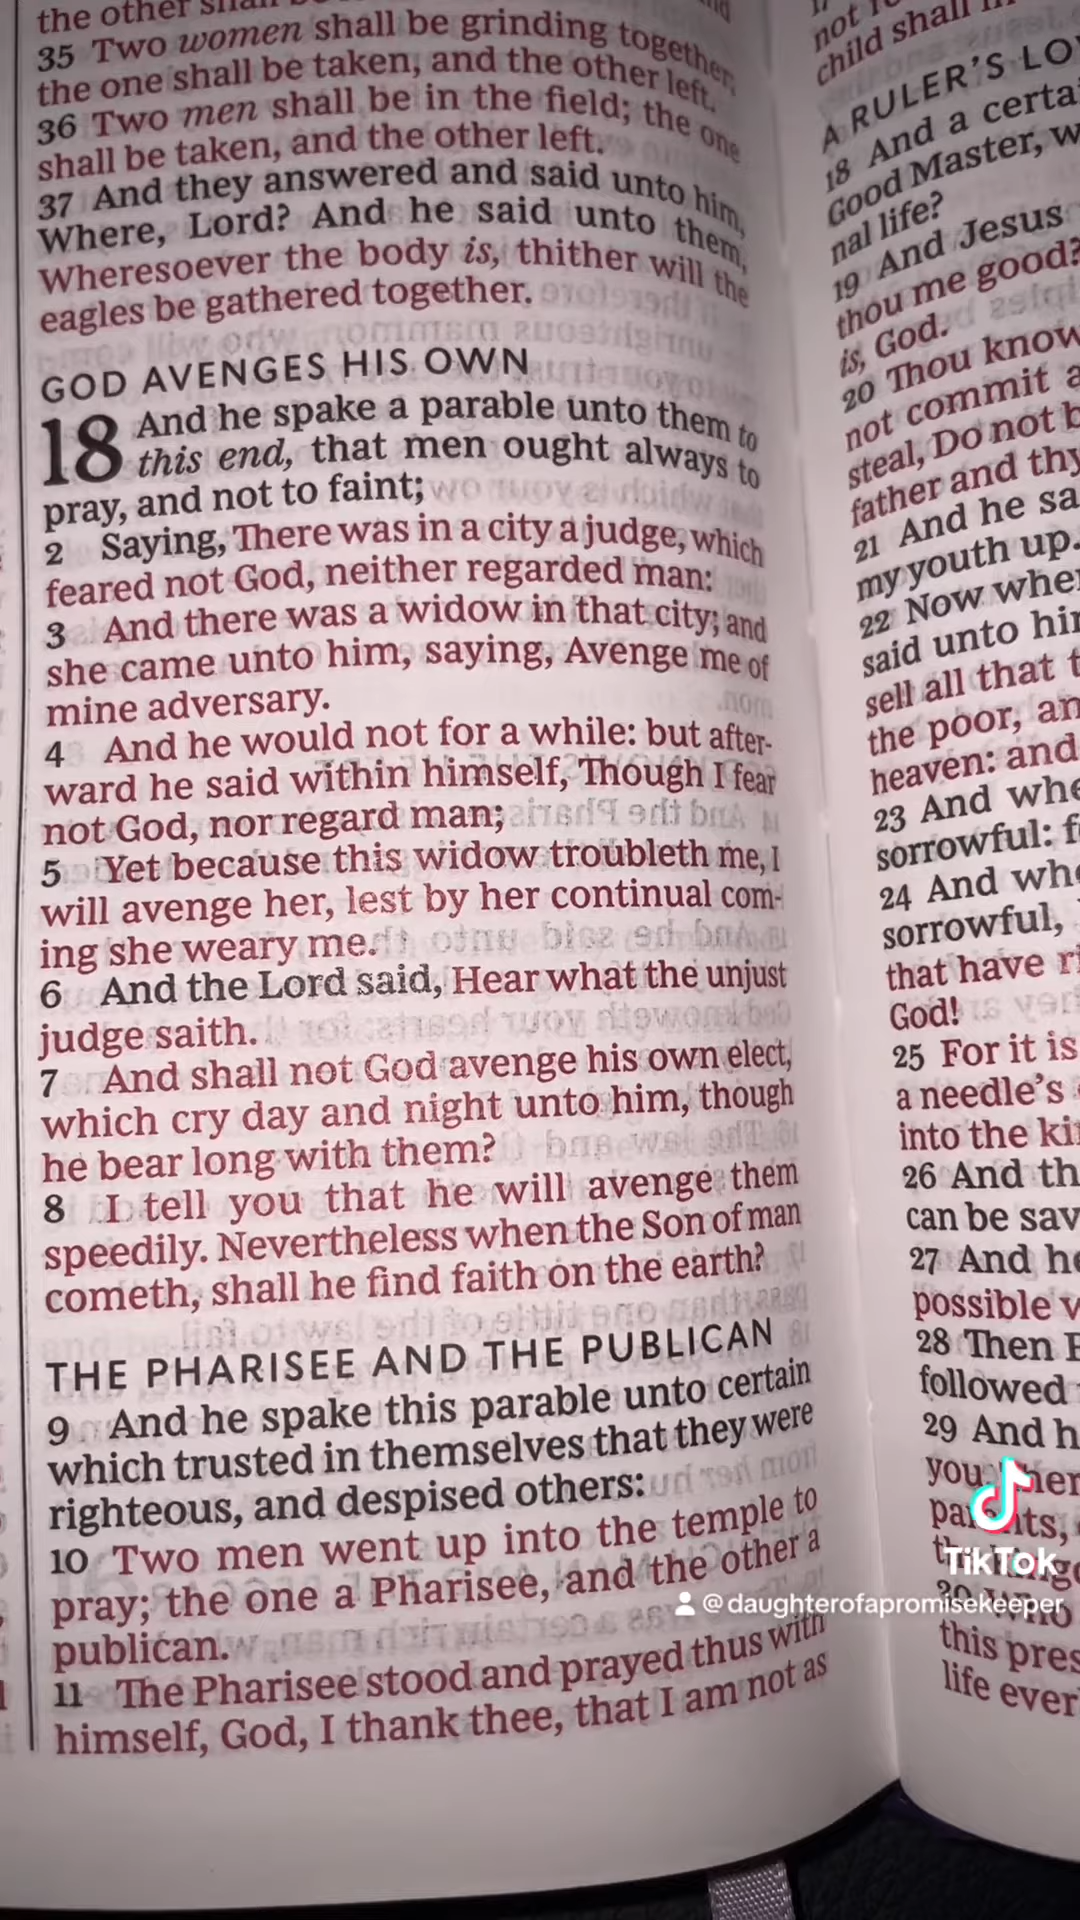 the other shall be
35 Two women shall be grinding together;
the one shall be taken, and the other left.
36 Two men shall be in the field; the one
shall be taken, and the other left.
37 And they answered and said unto him,
Where, Lord? And he said unto them,
Wheresoever the body is, thither will the
eagles be gathered together.
GOD AVENGES HIS OWN
18 And he spake a parable unto them to
this end, that men ought always to
pray, and not to faint;
2 Saying, There was in a city a judge, which
feared not God, neither regarded man:
3 And there was a widow in that city; and
she came unto him, saying, Avenge me of
mine adversary.
4 And he would not for a while: but after-
ward he said within himself, Though I fear
not God, nor regard man;
5 Yet because this widow troubleth me, I
will avenge her, lest by her continual com-
ing she weary me.
6 And the Lord said, Hear what the unjust
judge saith.
7 And shall not God avenge his own elect,
which cry day and night unto him, though
he bear long with them?
8 I tell you that he will avenge them
speedily. Nevertheless when the Son of man
cometh, shall he find faith on the earth?
THE PHARISEE AND THE PUBLICAN
9 And he spake this parable unto certain
which trusted in themselves that they were
righteous, and despised others:
10 Two men went up into the temple to
pray; the one a Pharisee, and the other a
publican.
11 The Pharisee stood and prayed thus with
himself, God, I thank thee, that I am not as
not
child shall
A RULER'S
18 And a
Good Master,
nal life?
19 And Jesus
thou me good?
is, God.
20 Thou
not commit
steal, Do not
father and thy
21 And he
my youth up.
22 Now
said unto
sell all that
the poor,
heaven: and
23 And
sorrowful:
24 And
sorrowful,
that have
God!
25 For it is
a needle's
into the
26 And
can be
27 And
possible
28 Then
followed
29 And
you
30
this
life
TikTok
@daughterofapromisekeeper